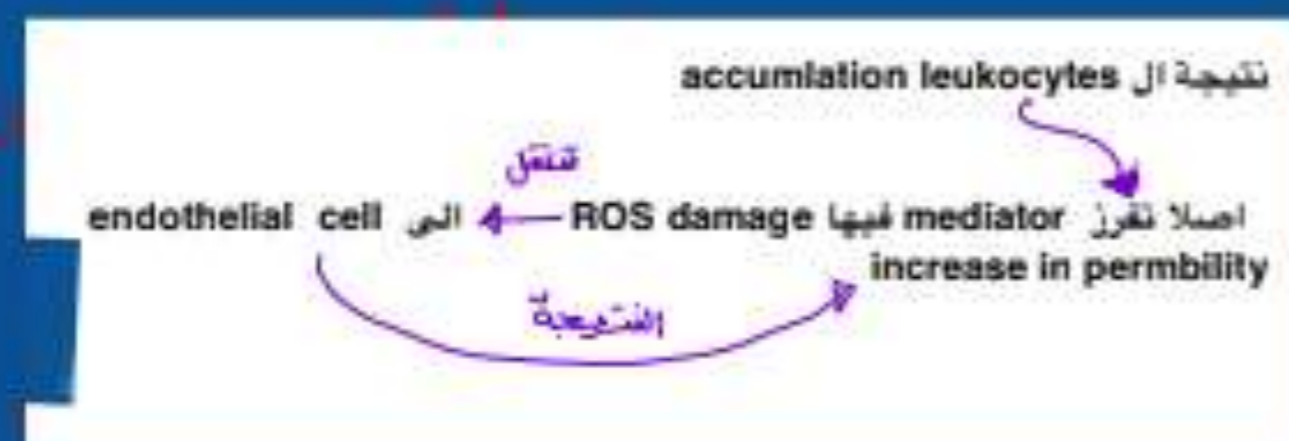 نتيجة ال accumlation leukocytes
اصلا تفرز mediator فيها ROS damage تنتقل الى endothelial cell
increase in permbility
النتيجة